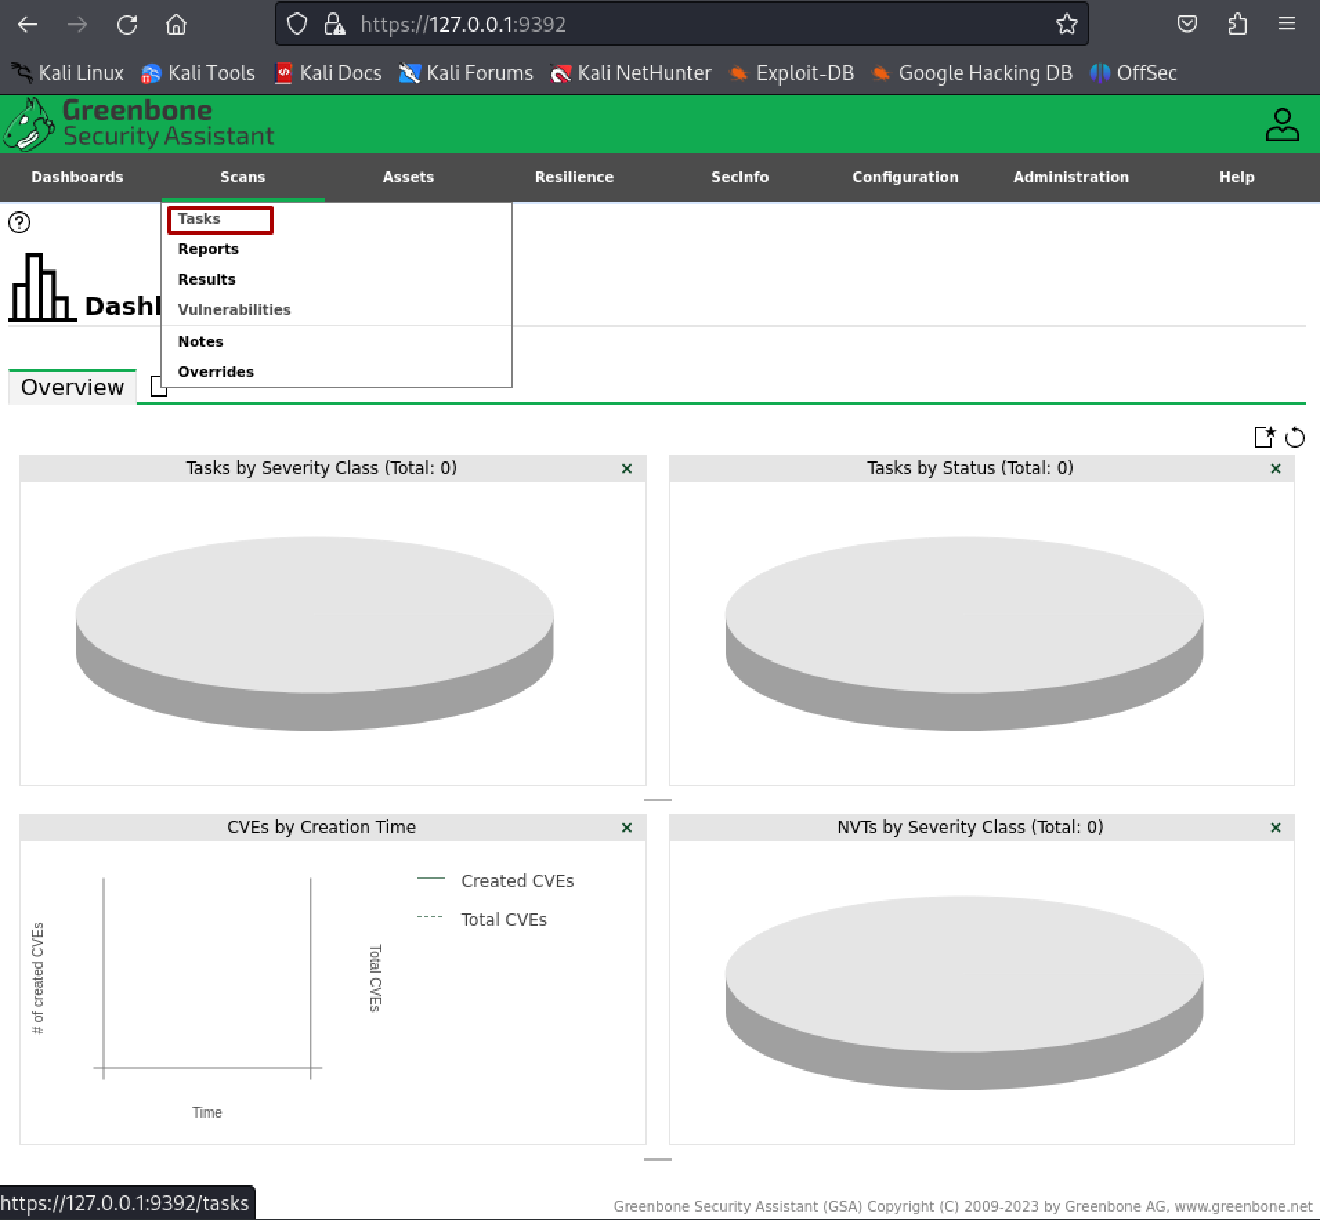 https://127.0.0.1:9392
Kali Linux Kali Tools Kali Docs Kali Forums Kali NetHunter Exploit-DB Google Hacking DB OffSec
Greenbone
Security Assistant
Dashboards Scans Assets Resilience SecInfo Configuration Administration Help
Tasks
Reports
Results
Vulnerabilities
Notes
Overrides
Overview
Tasks by Severity Class (Total: 0)
Tasks by Status (Total: 0)
CVEs by Creation Time
NVTs by Severity Class (Total: 0)
Created CVEs
Total CVEs
# of created CVEs
Total CVEs
Time
https://127.0.0.1:9392/tasks
Greenbone Security Assistant (GSA) Copyright (C) 2009-2023 by Greenbone AG, www.greenbone.net